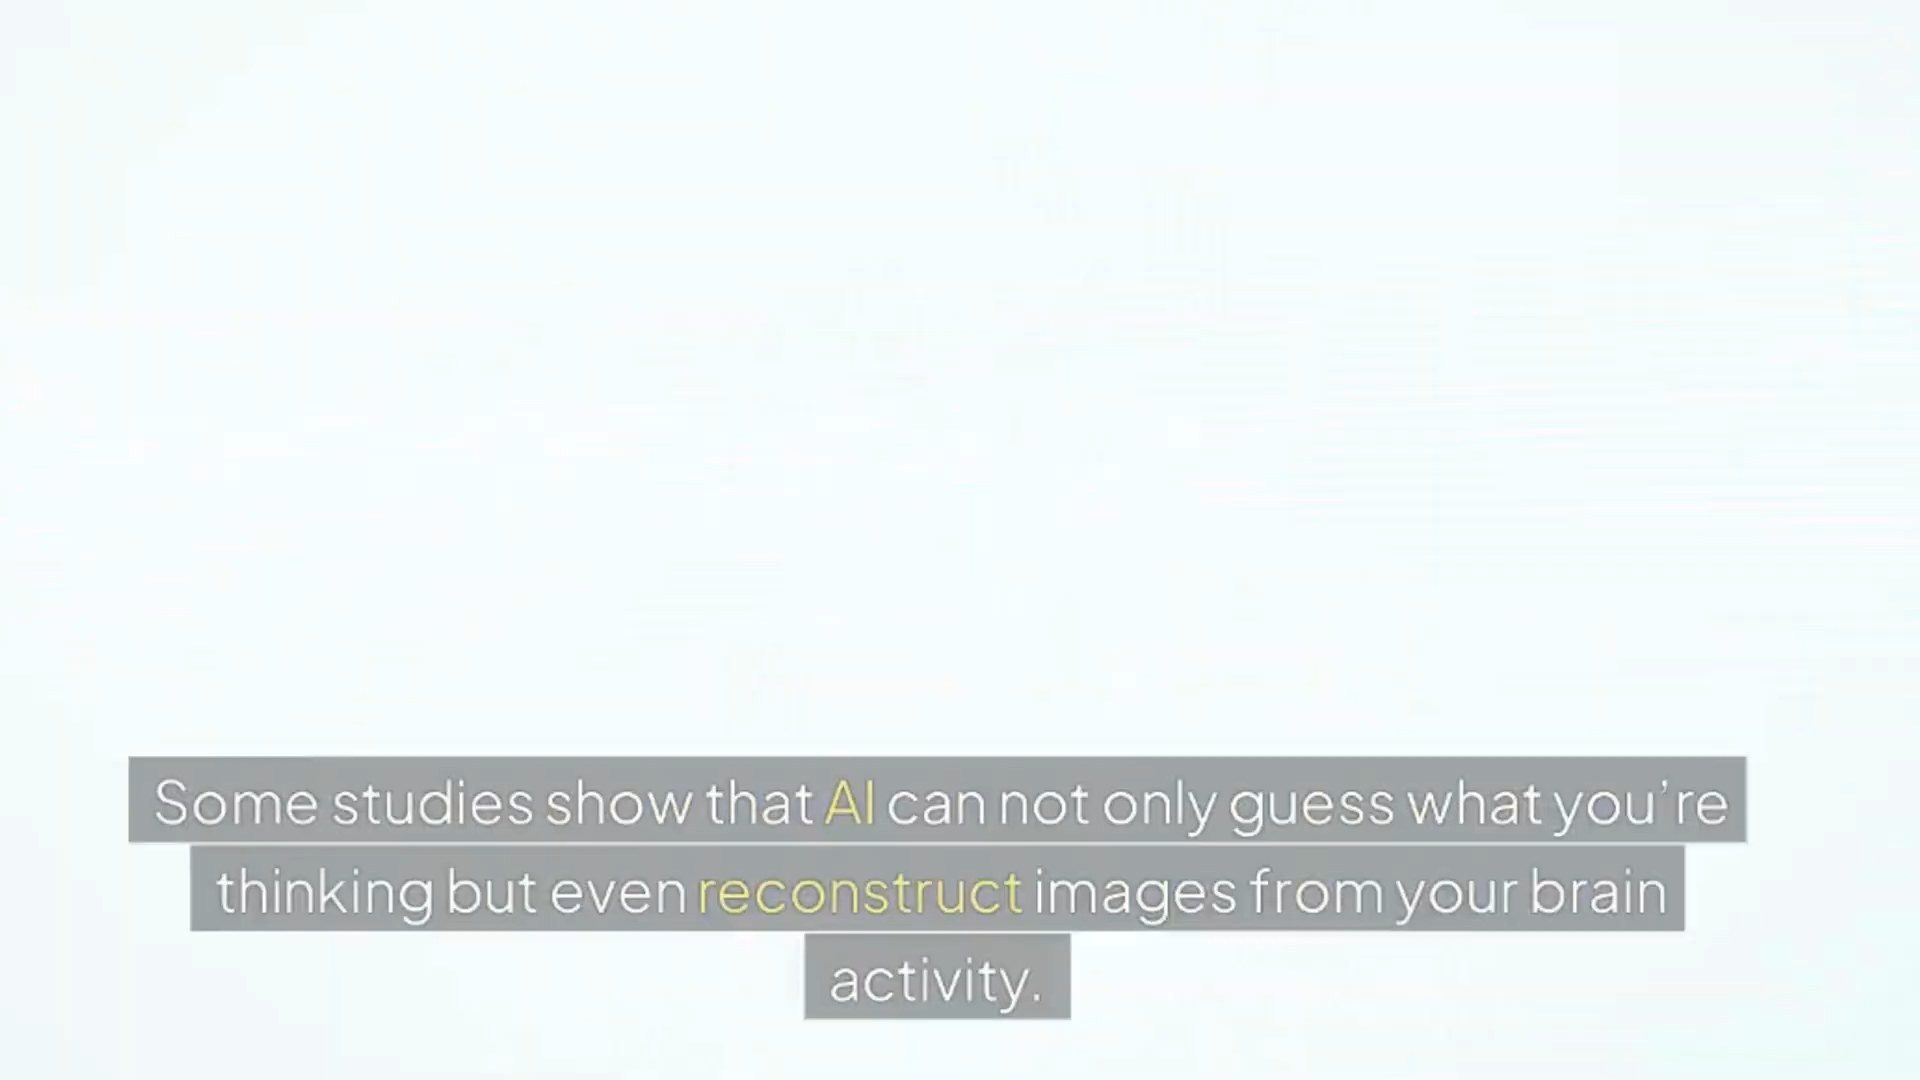 Some studies show that AI can not only guess what you’re
thinking but even reconstruct images from your brain
activity.